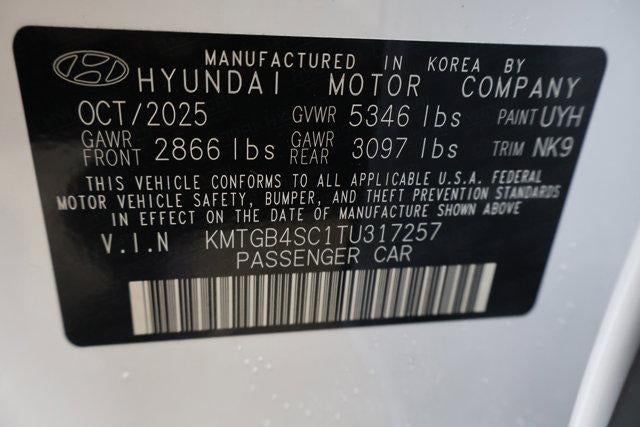 MANUFACTURED IN KOREA BY
HYUNDAI MOTOR COMPANY
OCT/2025 GVWR 5346 lbs PAINT UYH
GAWR FRONT 2866 lbs GAWR REAR 3097 lbs TRIM NK9
THIS VEHICLE CONFORMS TO ALL APPLICABLE U.S.A. FEDERAL
MOTOR VEHICLE SAFETY, BUMPER, AND THEFT PREVENTION STANDARDS
IN EFFECT ON THE DATE OF MANUFACTURE SHOWN ABOVE
V.I.N KMTGB4SC1TU317257
PASSENGER CAR